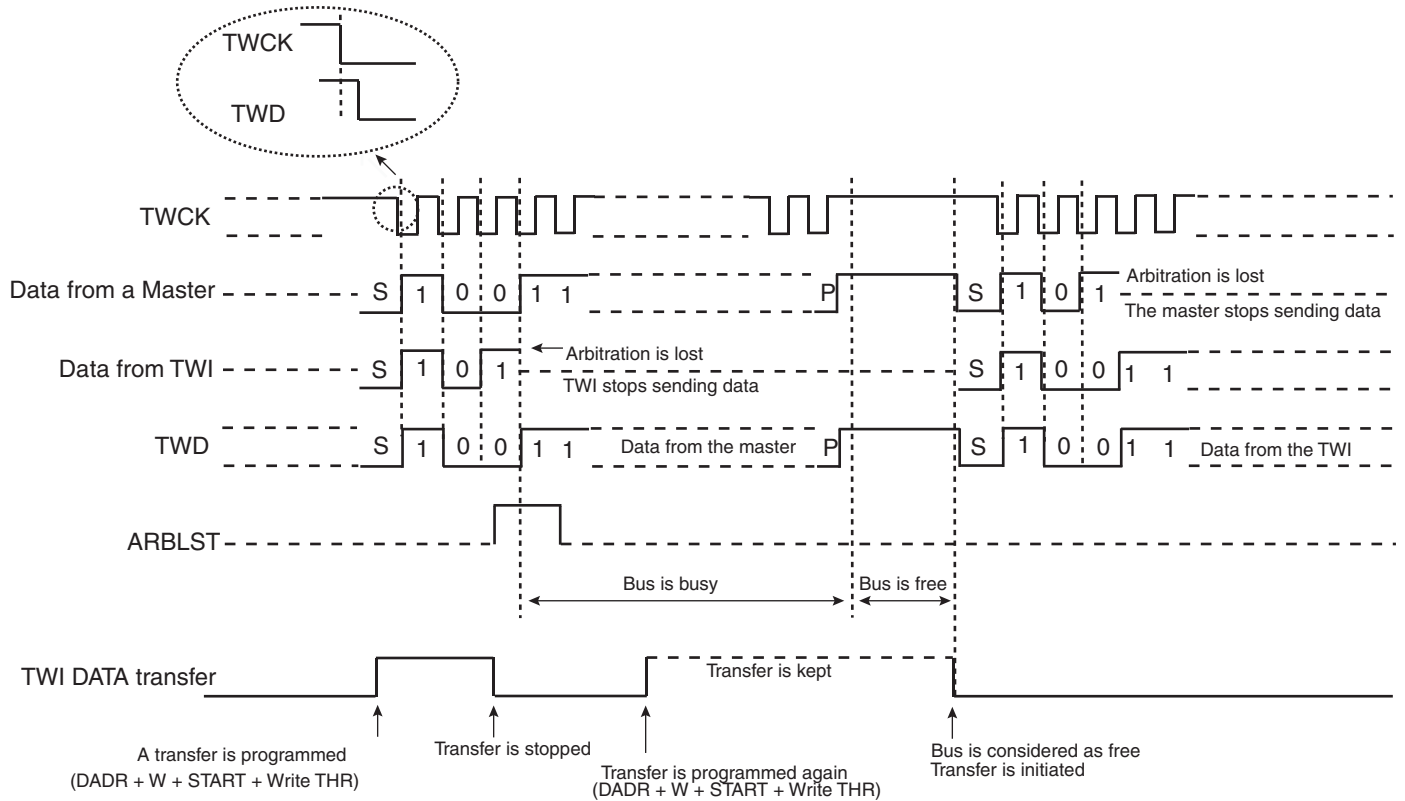 TWCK
TWD
TWCK
Data from a Master S 1 0 0 1 1 P S 1 0 1 Arbitration is lost
The master stops sending data
Data from TWI S 1 0 1 Arbitration is lost S 1 0 0 1 1
TWI stops sending data
TWD S 1 0 0 1 1 Data from the master P S 1 0 0 1 1 Data from the TWI
ARBLST
Bus is busy Bus is free
TWI DATA transfer Transfer is kept
A transfer is programmed
(DADR + W + START + Write THR)
Transfer is stopped
Transfer is programmed again
(DADR + W + START + Write THR)
Bus is considered as free
Transfer is initiated